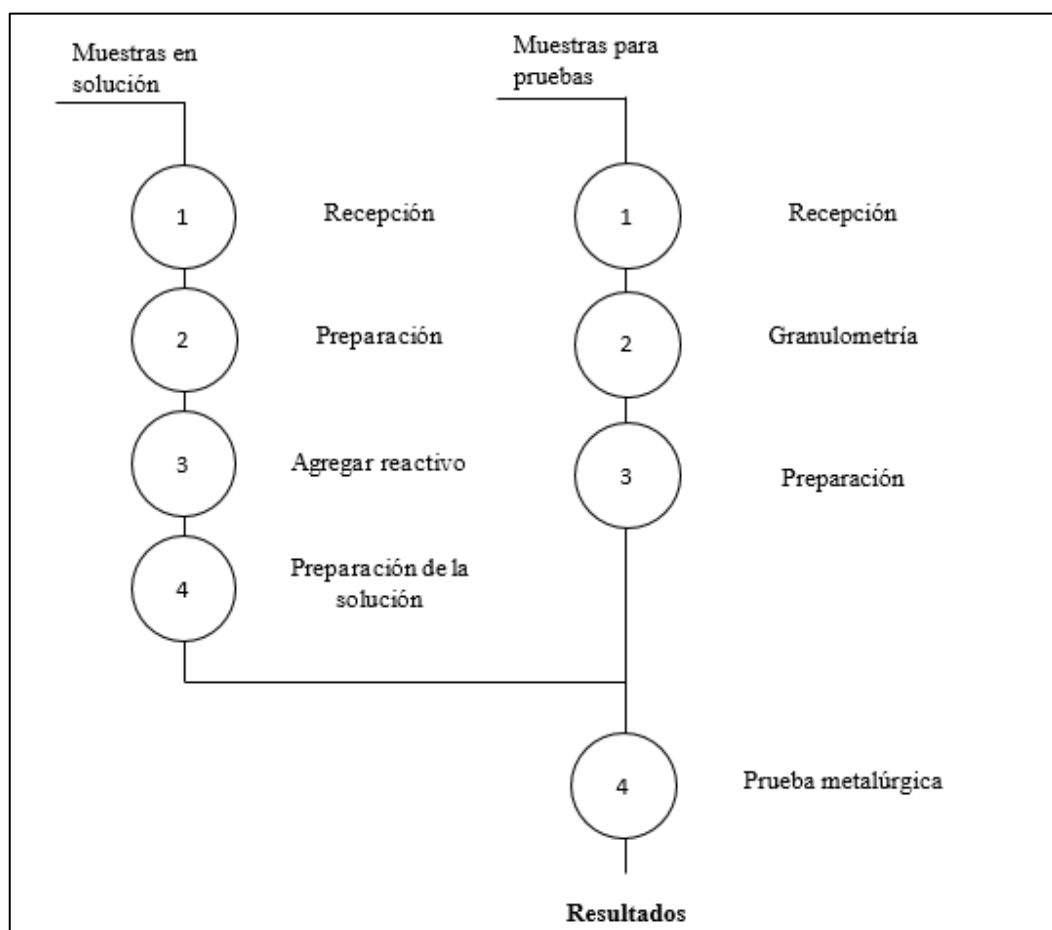 Muestras en
solución
Muestras para
pruebas
1
Recepción
1
Recepción
2
Preparación
2
Granulometría
3
Agregar reactivo
3
Preparación
4
Preparación de la
solución
4
Prueba metalúrgica
Resultados